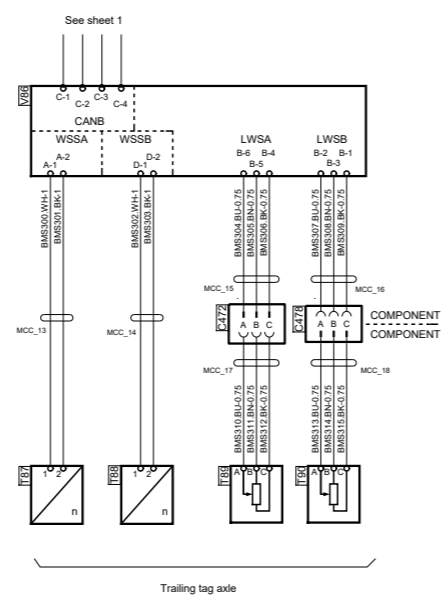 See sheet 1
V86
C-1 C-3
C-2 C-4
CANB
WSSA WSSB LWSA LWSB
A-2 D-2 B-6 B-4 B-2 B-1
A-1 D-1 B-5 B-3
BMS300.WH-1
BMS301.BK-1
BMS302.WH-1
BMS303.BK-1
BMS304.BU-0.75
BMS305.BN-0.75
BMS306.BK-0.75
BMS307.BU-0.75
BMS308.BN-0.75
BMS309.BK-0.75
MCC_15 MCC_16
C472 A B C
C478 A B C
COMPONENT
COMPONENT
MCC_13 MCC_14
MCC_17 MCC_18
BMS310.BU-0.75
BMS311.BN-0.75
BMS312.BK-0.75
BMS313.BU-0.75
BMS314.BN-0.75
BMS315.BK-0.75
T87 1 2 n
T88 1 2 n
T89 A B C
T90 A B C
Trailing tag axle